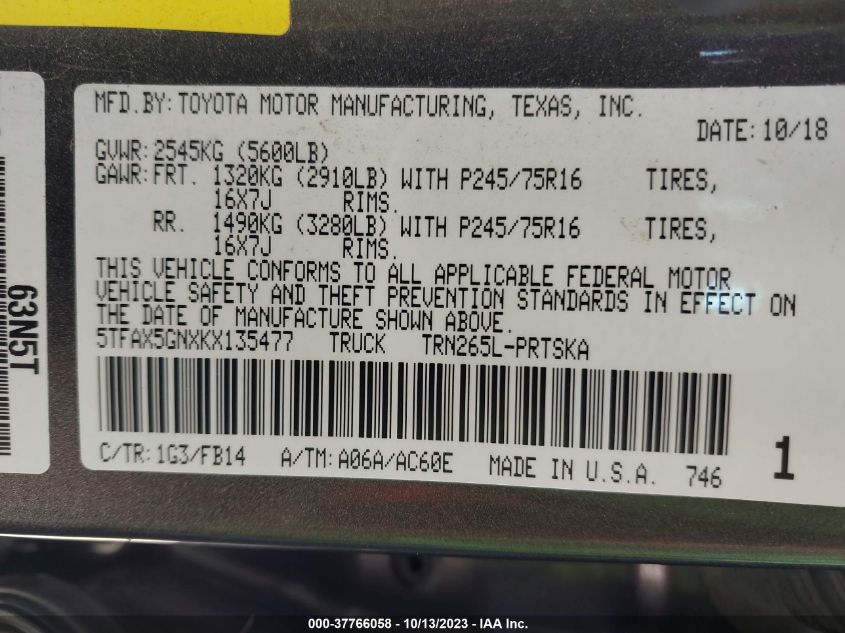 MFD.BY: TOYOTA MOTOR MANUFACTURING, TEXAS, INC.
DATE: 10/18
GVWR: 2545KG (5600LB)
GAWR: FRT. 1320KG (2910LB) WITH P245/75R16 TIRES,
16X7J RIMS.
RR. 1490KG (3280LB) WITH P245/75R16 TIRES,
16X7J RIMS.
THIS VEHICLE CONFORMS TO ALL APPLICABLE FEDERAL MOTOR
VEHICLE SAFETY AND THEFT PREVENTION STANDARDS IN EFFECT ON
THE DATE OF MANUFACTURE SHOWN ABOVE.
5TFAX5GNXKX135477 TRUCK TRN265L-PRTSKA
C/TR: 1G3/FB14 A/TM: A06A/AC60E MADE IN U.S.A. 746
1
63N5T
000-37766058 - 10/13/2023 - IAA Inc.